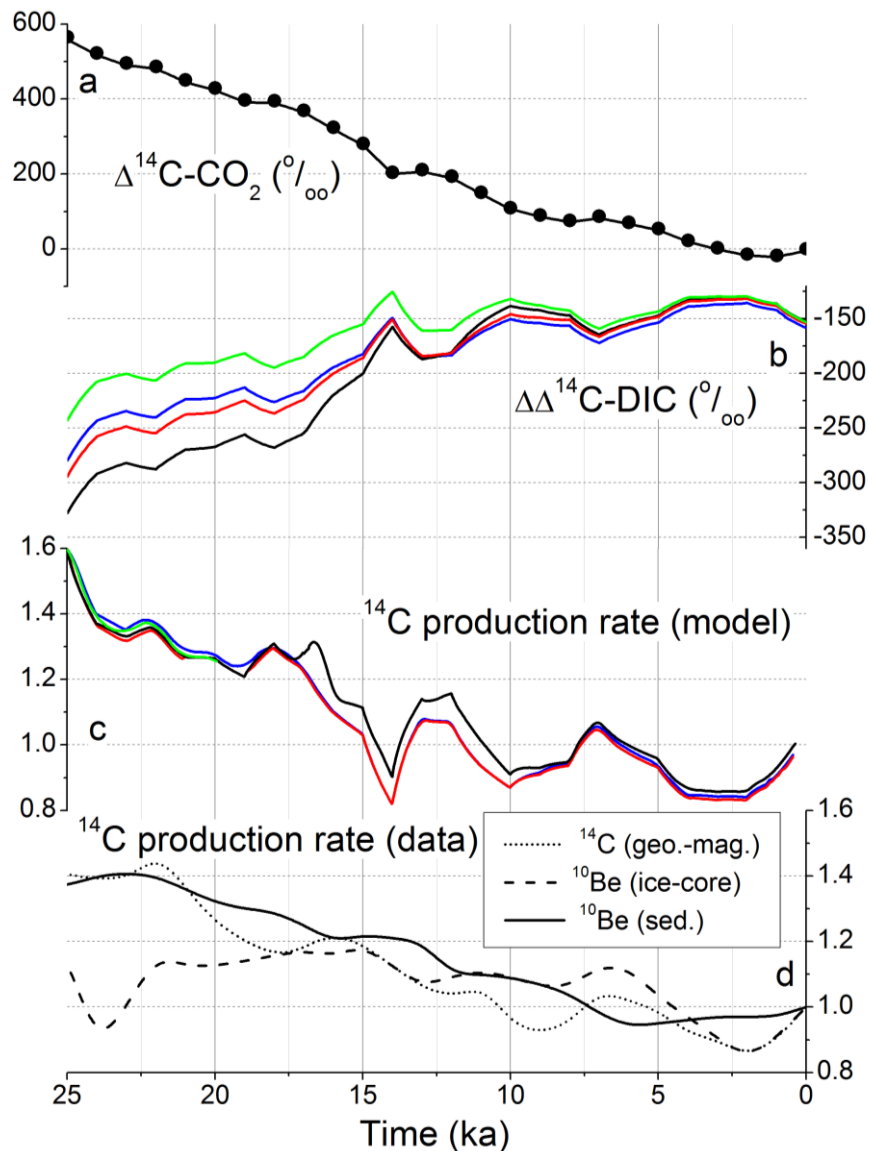 600
a
400
Δ¹⁴C-CO₂ (°/ₒₒ)
200
0
-150
b
-200
ΔΔ¹⁴C-DIC (°/ₒₒ)
-250
-300
-350
1.6
1.4
¹⁴C production rate (model)
1.2
c
1.0
0.8
1.6
¹⁴C production rate (data)
¹⁴C (geo.-mag.)
¹⁰Be (ice-core)
¹⁰Be (sed.)
1.4
1.2
d
1.0
0.8
25 20 15 10 5 0
Time (ka)